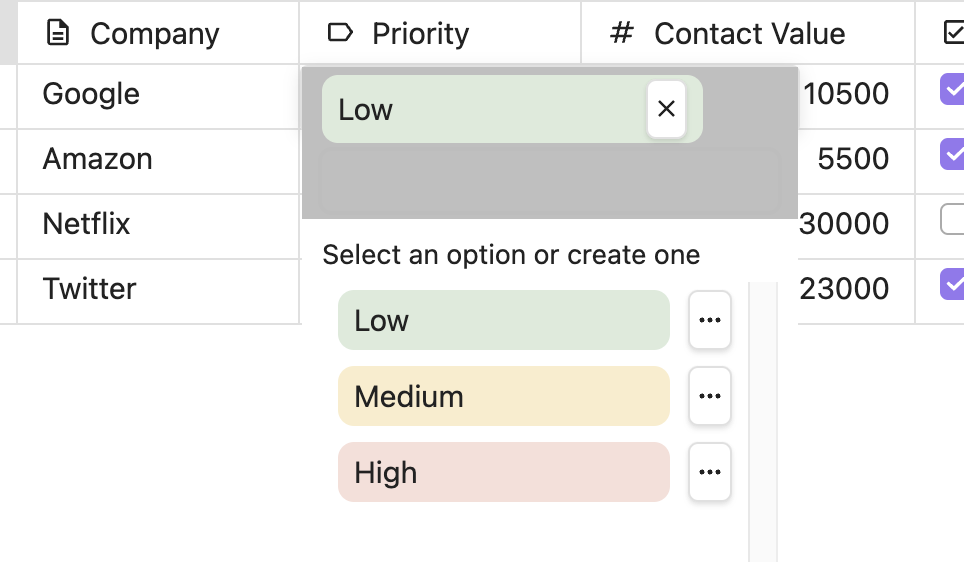 Company Priority # Contact Value
Google Low 10500
Amazon 5500
Netflix 30000
Twitter 23000
Select an option or create one
Low
Medium
High